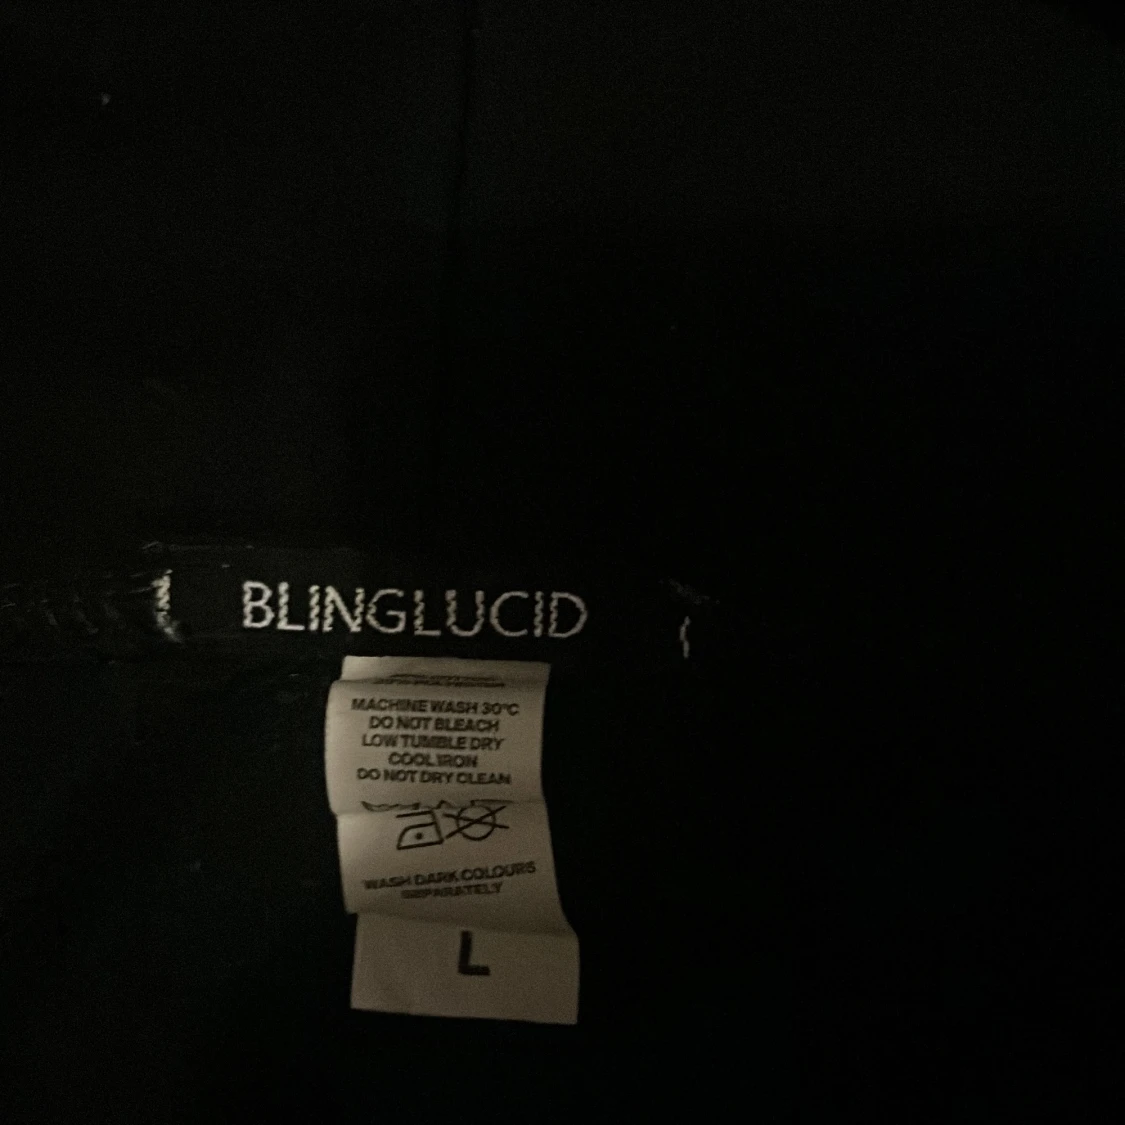 BLINGLUCID
MACHINE WASH 30°C
DO NOT BLEACH
LOW TUMBLE DRY
COOL IRON
DO NOT DRY CLEAN
WASH DARK COLOURS
SEPARATELY
L